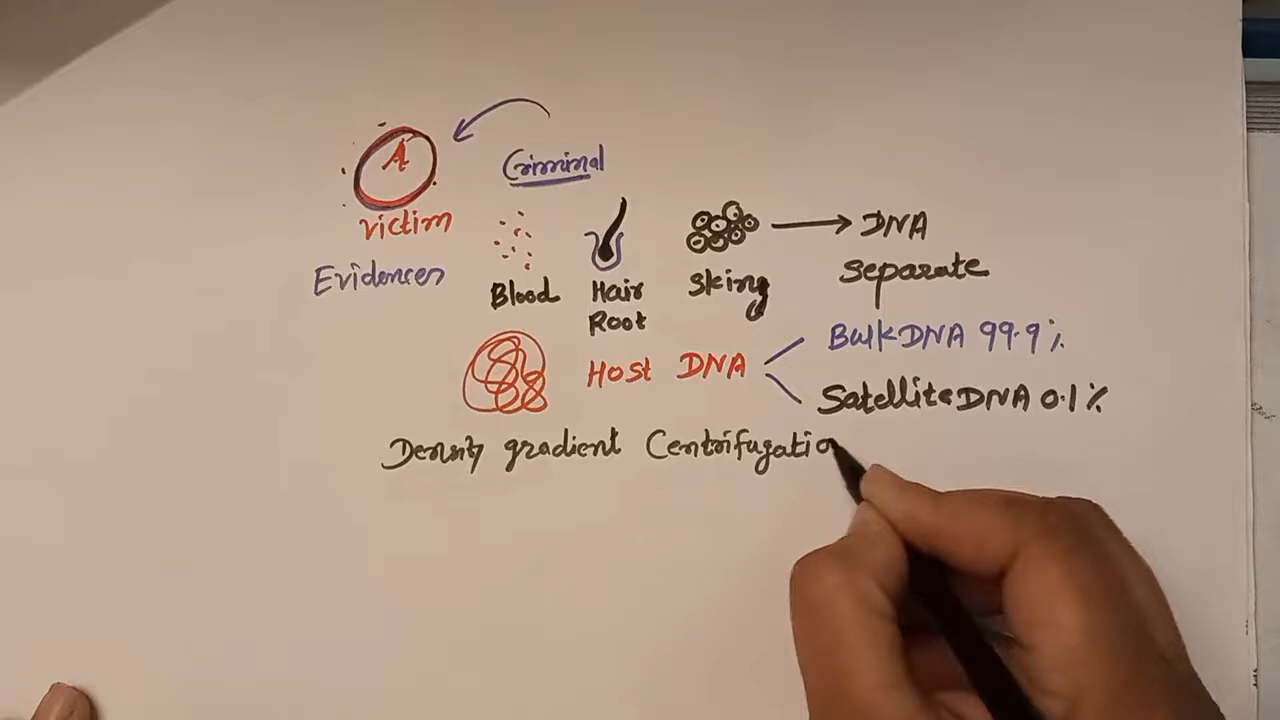 A
Criminal
victim
Evidences
Blood
Hair Root
Sking
DNA separate
Host DNA
Bulk DNA 99.9%
Satellite DNA 0.1%
Density gradient Centrifugatio